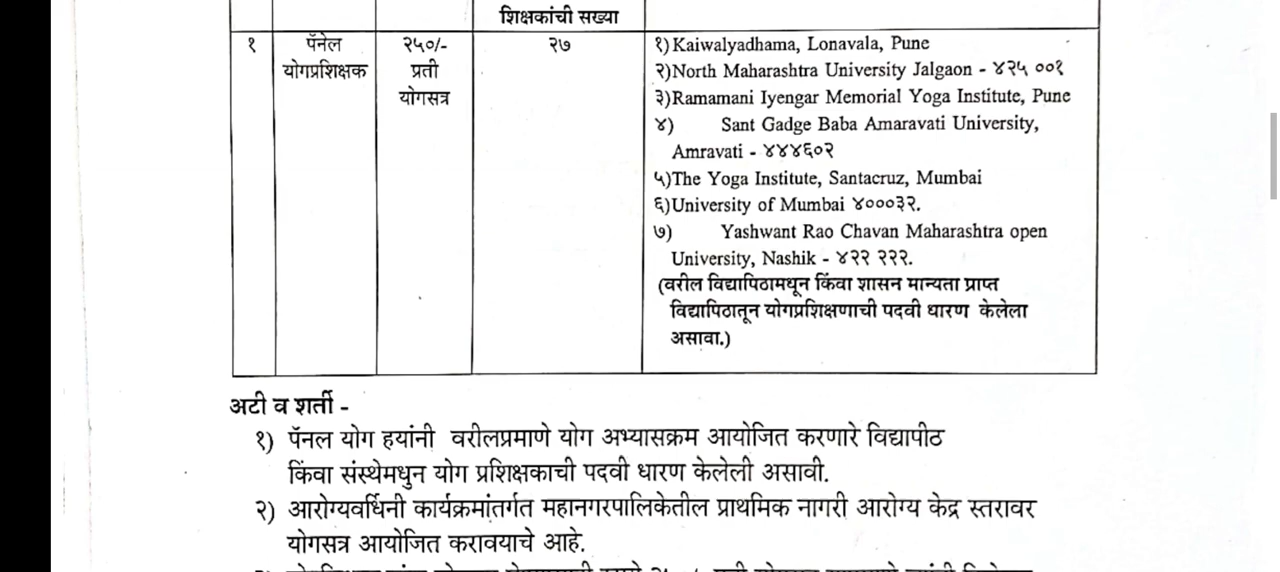 शिक्षकांची सख्या
१ पॅनेल २५०/- २७ १) Kaiwalyadhama, Lonavala, Pune
योगप्रशिक्षक प्रती २)North Maharashtra University Jalgaon - ४२५ ००१
योगसत्र ३)Ramamani Iyengar Memorial Yoga Institute, Pune
४) Sant Gadge Baba Amaravati University,
Amravati - ४४४६०२
५)The Yoga Institute, Santacruz, Mumbai
६)University of Mumbai ४०००३२.
७) Yashwant Rao Chavan Maharashtra open
University, Nashik - ४२२ २२२.
(वरील विद्यापिठामधून किंवा शासन मान्यता प्राप्त
विद्यापिठातून योगप्रशिक्षणाची पदवी धारण केलेला
असावा.)
अटी व शर्ती -
१) पॅनल योग हयांनी वरीलप्रमाणे योग अभ्यासक्रम आयोजित करणारे विद्यापीठ
किंवा संस्थेमधुन योग प्रशिक्षकाची पदवी धारण केलेली असावी.
२) आरोग्यवर्धिनी कार्यक्रमांतर्गत महानगरपालिकेतील प्राथमिक नागरी आरोग्य केद्र स्तरावर
योगसत्र आयोजित करावयाचे आहे.